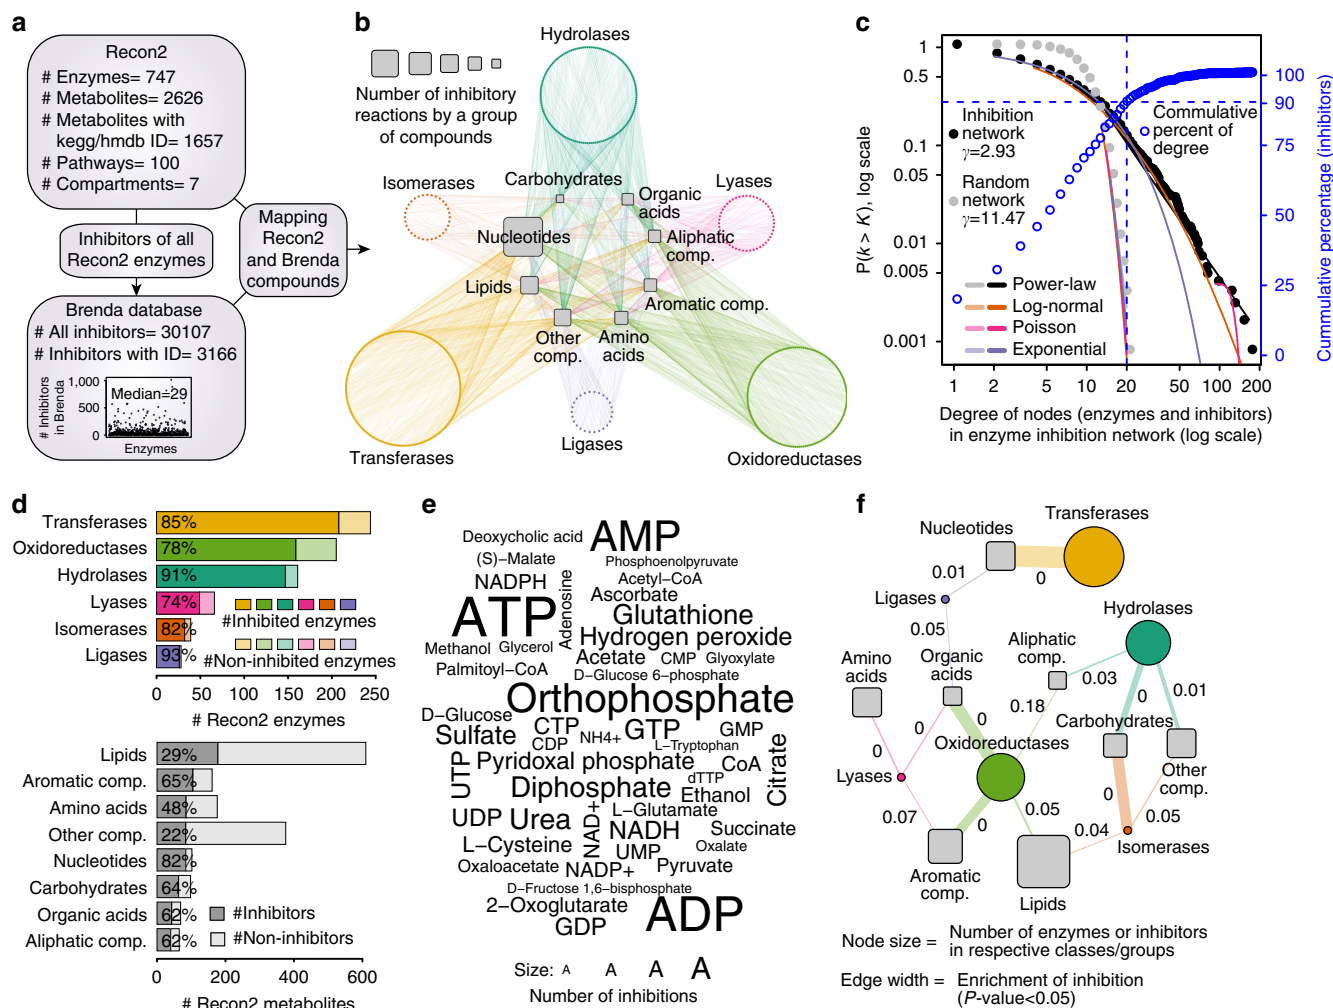 a
Recon2
# Enzymes= 747
# Metabolites= 2626
# Metabolites with
kegg/hmdb ID= 1657
# Pathways= 100
# Compartments= 7
Inhibitors of all
Recon2 enzymes
Mapping
Recon2
and Brenda
compounds
Brenda database
# All inhibitors= 30107
# Inhibitors with ID= 3166
# Inhibitors
in Brenda
1,000
500
0
Median=29
Enzymes
b
Number of inhibitory
reactions by a group
of compounds
Hydrolases
Isomerases
Carbohydrates
Organic
acids
Lyases
Nucleotides
Aliphatic
comp.
Lipids
Aromatic comp.
Other
comp.
Amino
acids
Ligases
Transferases
Oxidoreductases
c
P(k > K), log scale
1
0.5
0.1
0.05
0.01
0.005
0.001
Inhibition
network
γ=2.93
Random
network
γ=11.47
Commulative
percent of
degree
Power-law
Log-normal
Poisson
Exponential
100
90
75
50
25
0
Cummulative percentage (inhibitors)
1 2 5 10 20 50 100 200
Degree of nodes (enzymes and inhibitors)
in enzyme inhibition network (log scale)
d
Transferases 85%
Oxidoreductases 78%
Hydrolases 91%
Lyases 74%
Isomerases 82%
Ligases 93%
#Inhibited enzymes
#Non-inhibited enzymes
0 50 100 150 200 250
# Recon2 enzymes
Lipids 29%
Aromatic comp. 65%
Amino acids 48%
Other comp. 22%
Nucleotides 82%
Carbohydrates 64%
Organic acids 62%
Aliphatic comp. 62%
#Inhibitors
#Non-inhibitors
0 200 400 600
# Recon2 metabolites
e
Deoxycholic acid AMP
(S)−Malate Phosphoenolpyruvate
NADPH Adenosine Acetyl−CoA
Ascorbate
ATP Glutathione
Methanol Glycerol Hydrogen peroxide
Palmitoyl−CoA Acetate CMP Glyoxylate
D−Glucose 6−phosphate
Orthophosphate
D−Glucose CTP NH4+ GTP GMP
Sulfate CDP L−Tryptophan Citrate
UTP Pyridoxal phosphate CoA
Diphosphate dTTP Ethanol
UDP Urea NAD+ L−Glutamate
NADH Succinate
L−Cysteine UMP Oxalate
Oxaloacetate NADP+ Pyruvate
D−Fructose 1,6−bisphosphate
2−Oxoglutarate ADP
GDP
Size: A A A A
Number of inhibitions
f
Nucleotides
Transferases
0.01
0
Ligases
Hydrolases
0.05
Amino
acids
Organic
acids
Aliphatic
comp.
0.03
0
0.01
0.18
0
0
Carbohydrates
Oxidoreductases
Lyases
Other
comp.
0
0.05
0.07
0
0.05
0.04
Isomerases
Aromatic
comp.
Lipids
Node size = Number of enzymes or inhibitors
in respective classes/groups
Edge width = Enrichment of inhibition
(P-value<0.05)